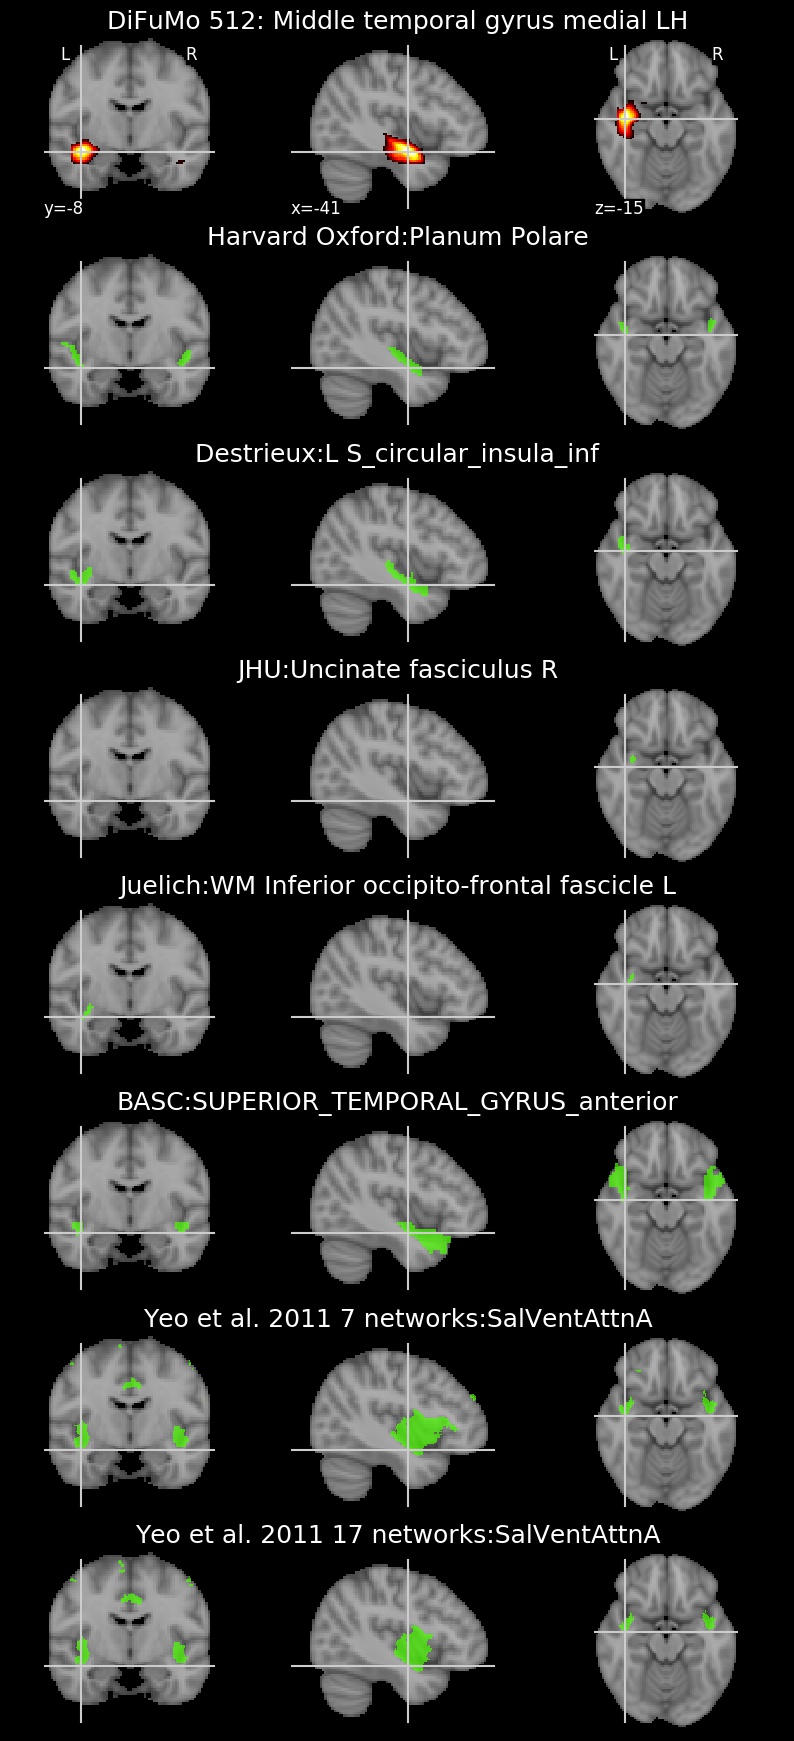 DiFuMo 512: Middle temporal gyrus medial LH
L R L R
y=-8 x=-41 z=-15
Harvard Oxford:Planum Polare
Destrieux:L S_circular_insula_inf
JHU:Uncinate fasciculus R
Juelich:WM Inferior occipito-frontal fascicle L
BASC:SUPERIOR_TEMPORAL_GYRUS_anterior
Yeo et al. 2011 7 networks:SalVentAttnA
Yeo et al. 2011 17 networks:SalVentAttnA